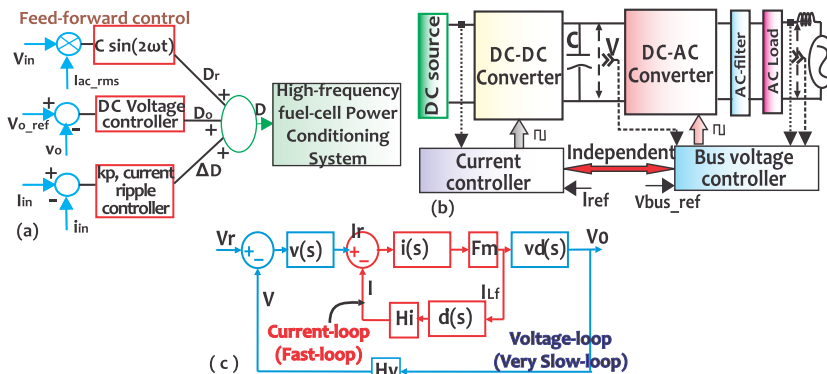 Feed-forward control
C sin(2ωt)
Vin
Iac_rms
Dr
+
+
DC Voltage
controller
Do
+
D
Vo_ref
-
vo
High-frequency
fuel-cell Power
Conditioning
System
+
ΔD
Iin
+
-
iin
kp, current
ripple
controller
(a)
DC source
DC-DC
Converter
C
V
DC-AC
Converter
AC-filter
AC Load
Current
controller
Independent
Bus voltage
controller
Iref
Vbus_ref
(b)
Vr
+
−
v(s)
Ir
+
−
i(s)
Fm
vd(s)
Vo
V
I
ILf
Hi
d(s)
Current-loop
(Fast-loop)
Voltage-loop
(Very Slow-loop)
Hv
(c)